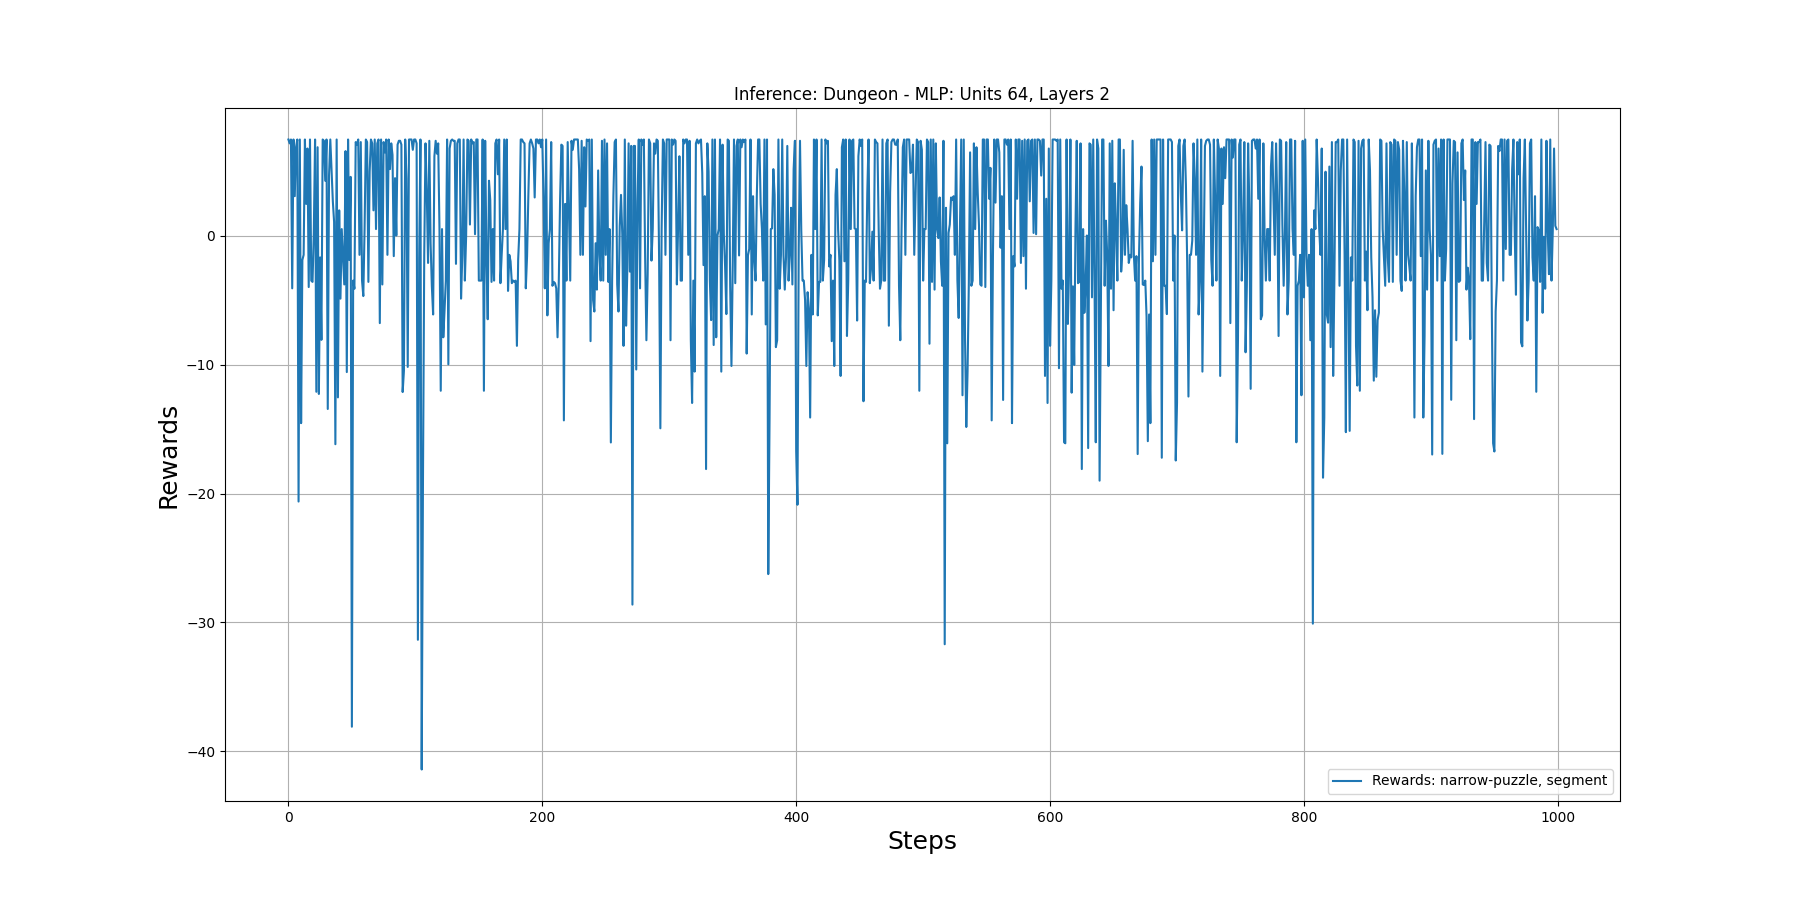 Inference: Dungeon - MLP: Units 64, Layers 2
0
−10
−20
−30
−40
Rewards
Rewards: narrow-puzzle, segment
0 200 400 600 800 1000
Steps